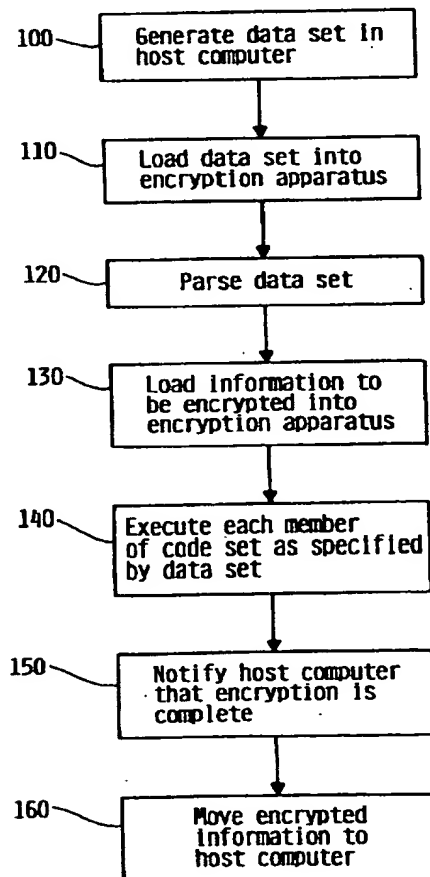 100
Generate data set in
host computer
110
Load data set into
encryption apparatus
120
Parse data set
130
Load information to
be encrypted into
encryption apparatus
140
Execute each member
of code set as specified
by data set
150
Notify host computer
that encryption is
complete
160
Move encrypted
information to
host computer